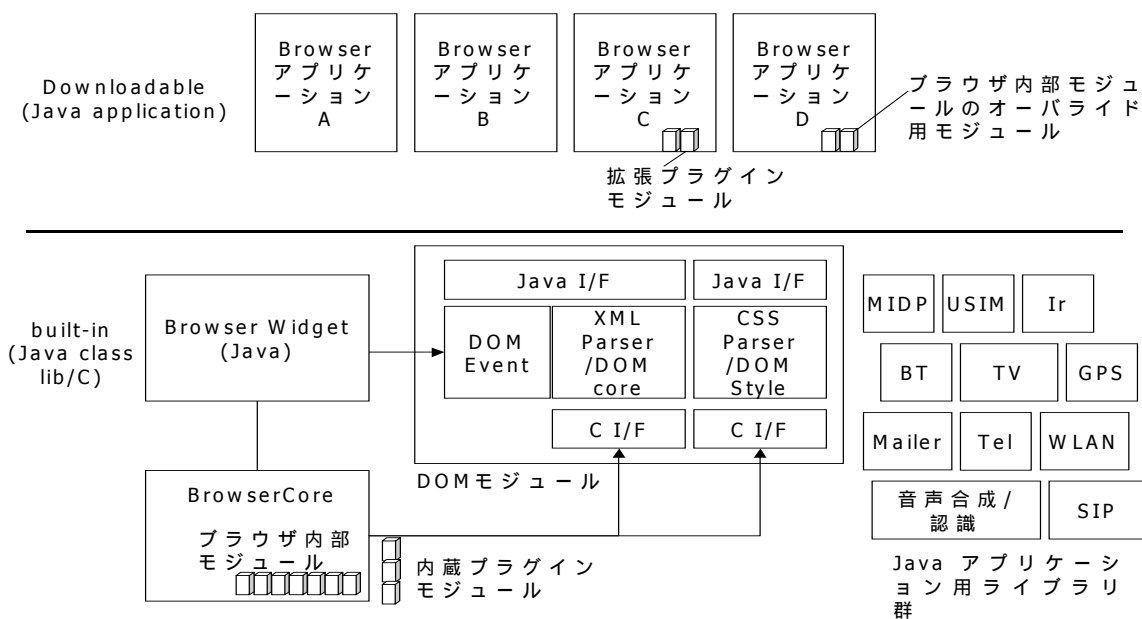 Downloadable
(Java application)
Browser
アプリケ
ーション
A
Browser
アプリケ
ーション
B
Browser
アプリケ
ーション
C
Browser
アプリケ
ーション
D
ブラウザ内部モジュ
ールのオーバライド
用モジュール
拡張プラグイン
モジュール
built-in
(Java class
lib/C)
Browser Widget
(Java)
Java I/F
Java I/F
DOM
Event
XML
Parser
/DOM
core
CSS
Parser
/DOM
Style
C I/F
C I/F
DOMモジュール
BrowserCore
ブラウザ内部
モジュール
内蔵プラグイン
モジュール
MIDP
USIM
Ir
BT
TV
GPS
Mailer
Tel
WLAN
音声合成/
認識
SIP
Java アプリケーシ
ョン用ライブラリ
群